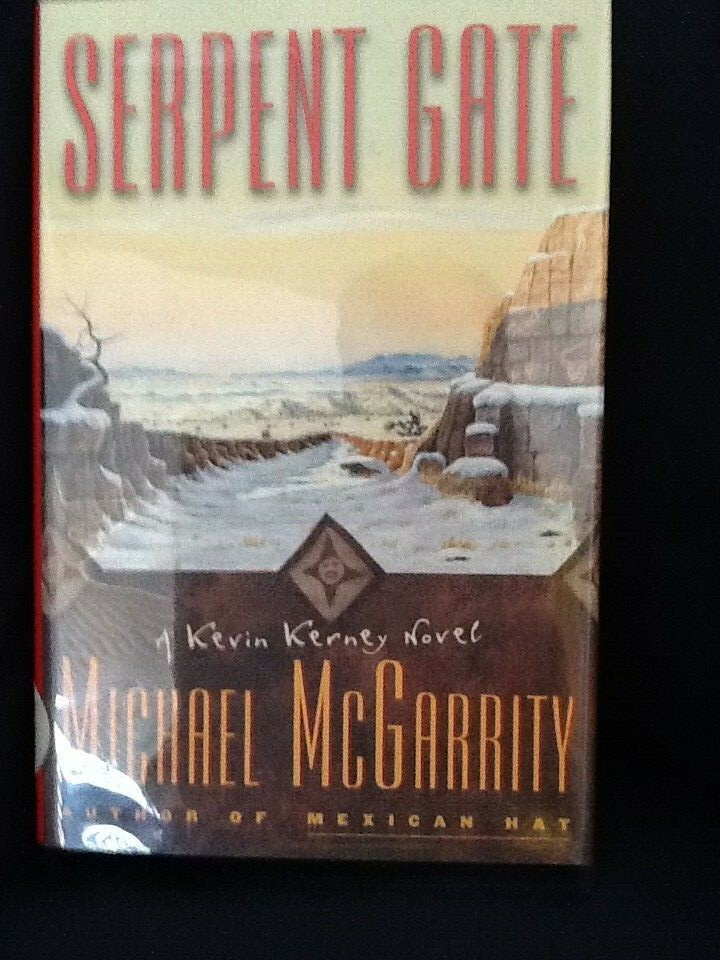 SERPENT GATE
A Kevin Kerney Novel
MICHAEL MCGARRITY
AUTHOR OF MEXICAN HAT